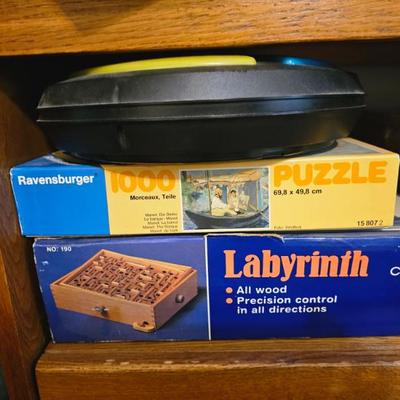 Ravensburger
1000 PUZZLE
Morceaux, Teile
69,8 x 49,8 cm
15 807 2
NO: 190
Labyrinth
• All wood
• Precision control
in all directions